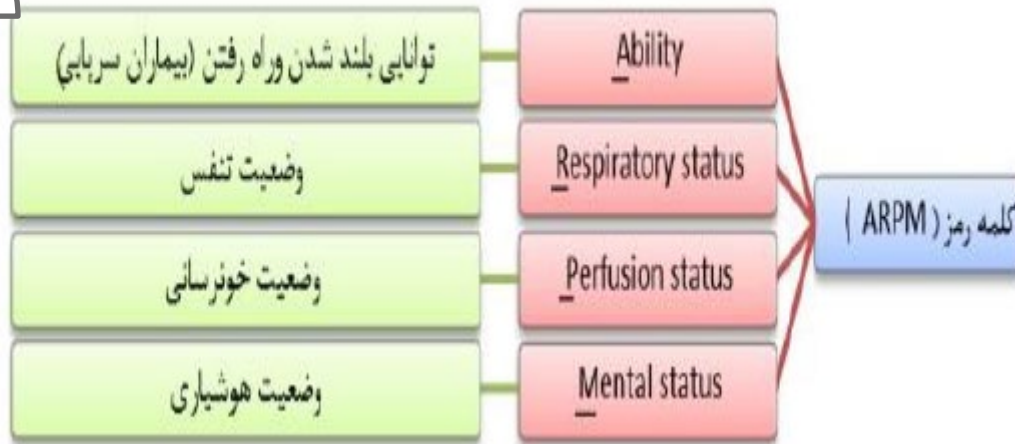 کلمه رمز ( ARPM )
Ability
توانایی بلند شدن وراه رفتن (بیماران سرپایی)
Respiratory status
وضعیت تنفس
Perfusion status
وضعیت خونرسانی
Mental status
وضعیت هوشیاری